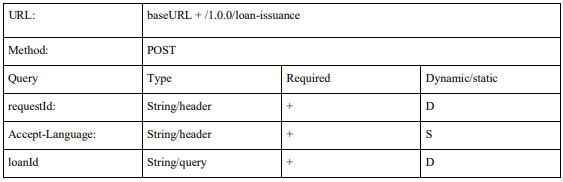 URL: baseURL + /1.0.0/loan-issuance
Method: POST
Query Type Required Dynamic/static
requestId: String/header + D
Accept-Language: String/header + S
loanId String/query + D